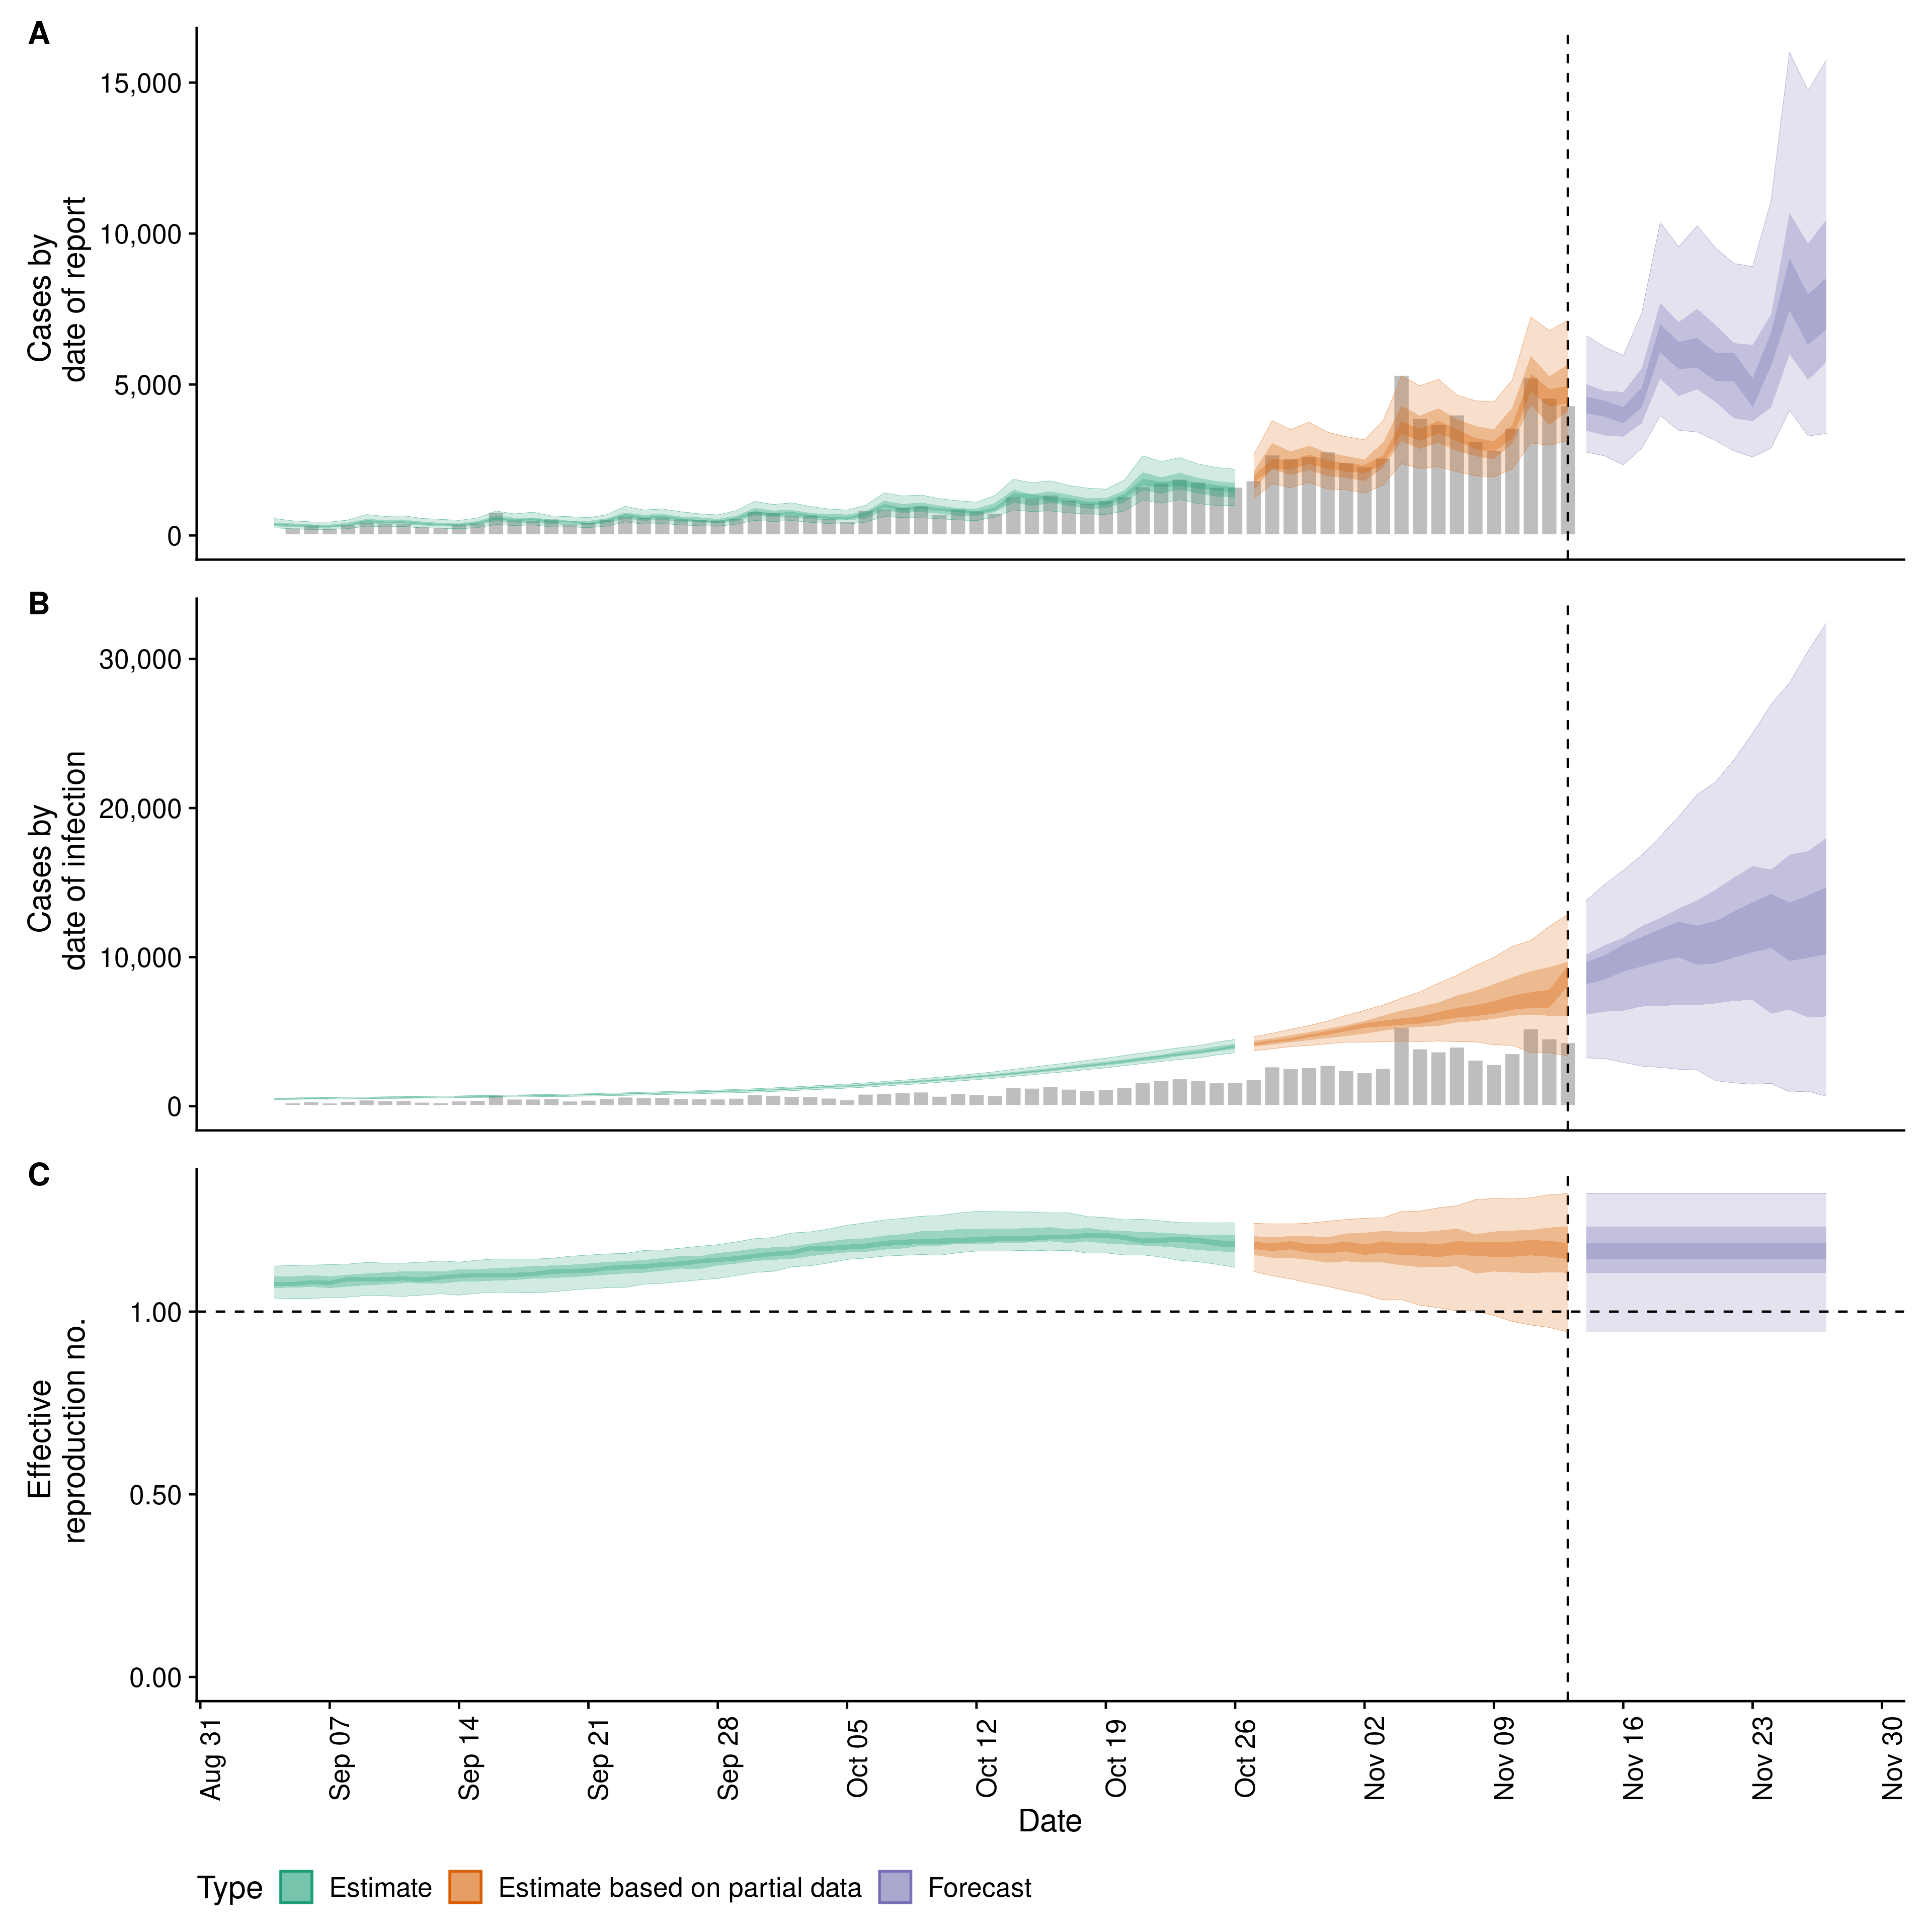 A
Cases by
date of report
15,000
10,000
5,000
0
B
Cases by
date of infection
30,000
20,000
10,000
0
C
Effective
reproduction no.
1.00
0.50
0.00
Aug 31
Sep 07
Sep 14
Sep 21
Sep 28
Oct 05
Oct 12
Oct 19
Oct 26
Nov 02
Nov 09
Nov 16
Nov 23
Nov 30
Date
Type Estimate Estimate based on partial data Forecast